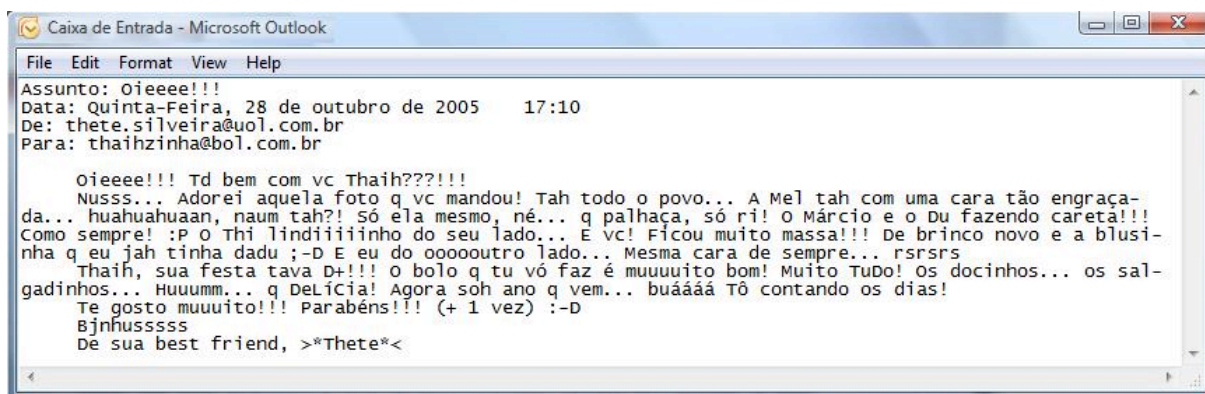 Caixa de Entrada - Microsoft Outlook
File Edit Format View Help
Assunto: Oieeee!!!
Data: Quinta-Feira, 28 de outubro de 2005 17:10
De: thete.silveira@uol.com.br
Para: thaihzinha@bol.com.br
Oieeee!!! Td bem com vc Thaih???!!!
Nusss... Adorei aquela foto q vc mandou! Tah todo o povo... A Mel tah com uma cara tão engraça-
da... huahuahuaan, naum tah?! Só ela mesmo, né... q palhaça, só ri! O Márcio e o Du fazendo careta!!!
Como sempre! :P O Thi lindiiiiinho do seu lado... E vc! Ficou muito massa!!! De brinco novo e a blusi-
nha q eu jah tinha dadu ;-D E eu do ooooutro lado... Mesma cara de sempre... rsrsrs
Thaih, sua festa tava D+!!! O bolo q tu vó faz é muuuuito bom! Muito TuDo! Os docinhos... os sal-
gadinhos... Huuumm... q DeLíCia! Agora soh ano q vem... buáááá Tô contando os dias!
Te gosto muuuito!!! Parabéns!!! (+ 1 vez) :-D
Bjnhusssss
De sua best friend, >*Thete*<